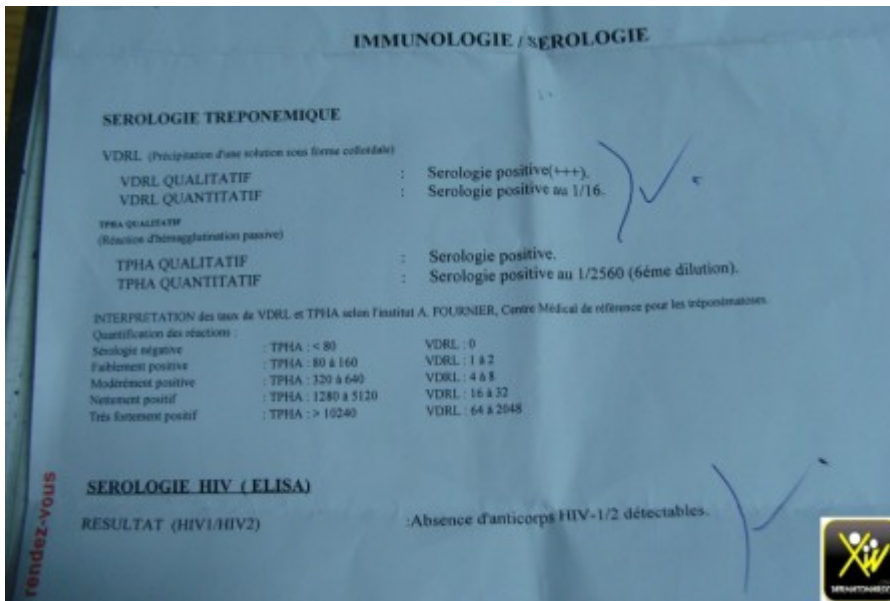 IMMUNOLOGIE / SEROLOGIE
SEROLOGIE TREPONEMIQUE
VDRL (Précipitation d'une solution sous forme colloïdale)
VDRL QUALITATIF : Serologie positive(+++).
VDRL QUANTITATIF : Serologie positive au 1/16.
TPHA QUALITATIF
(Réaction d'hémagglutination passive)
TPHA QUALITATIF : Serologie positive.
TPHA QUANTITATIF : Serologie positive au 1/2560 (6éme dilution).
INTERPRETATION des taux de VDRL et TPHA selon l'institut A. FOURNIER, Centre Médical de référence pour les tréponématoses.
Quantification des réactions :
Sérologie négative : TPHA : < 80 VDRL : 0
Faiblement positive : TPHA : 80 à 160 VDRL : 1 à 2
Modérément positive : TPHA : 320 à 640 VDRL : 4 à 8
Nettement positif : TPHA : 1280 à 5120 VDRL : 16 à 32
Très fortement positif : TPHA : > 10240 VDRL : 64 à 2048
SEROLOGIE HIV ( ELISA)
RESULTAT (HIV1/HIV2) :Absence d'anticorps HIV-1/2 détectables.
rendez-vous